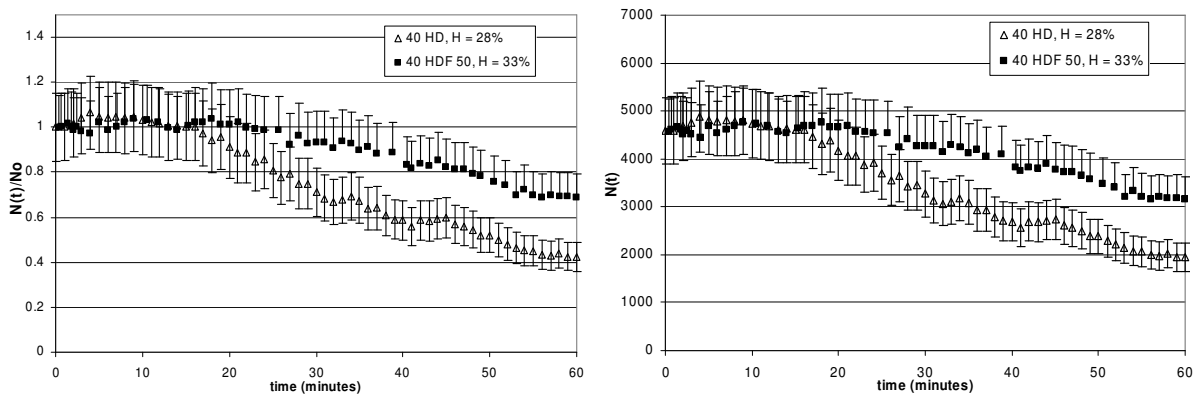 1.4
1.2
1
0.8
0.6
0.4
0.2
0
N(t)/No
△ 40 HD, H = 28%
■ 40 HDF 50, H = 33%
0 10 20 30 40 50 60
time (minutes)
7000
6000
5000
4000
3000
2000
1000
0
N(t)
△ 40 HD, H = 28%
■ 40 HDF 50, H = 33%
0 10 20 30 40 50 60
time (minutes)